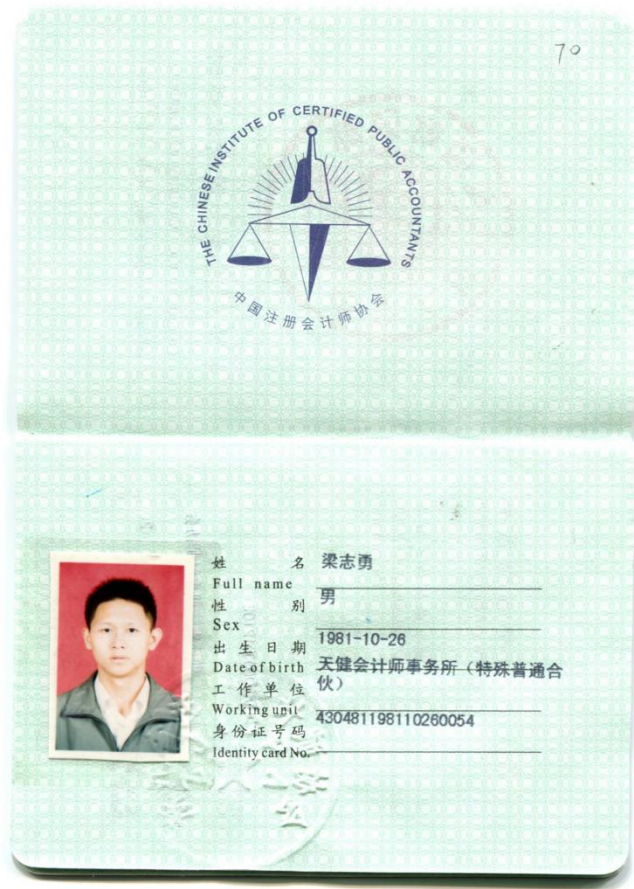 70
THE CHINESE INSTITUTE OF CERTIFIED PUBLIC ACCOUNTANTS
中国注册会计师协会
姓 名 梁志勇
Full name
性 别 男
Sex
出生日期 1981-10-26
Date of birth 天健会计师事务所（特殊普通合
工作单位 伙）
Working unit
身份证号码 430481198110260054
Identity card No.